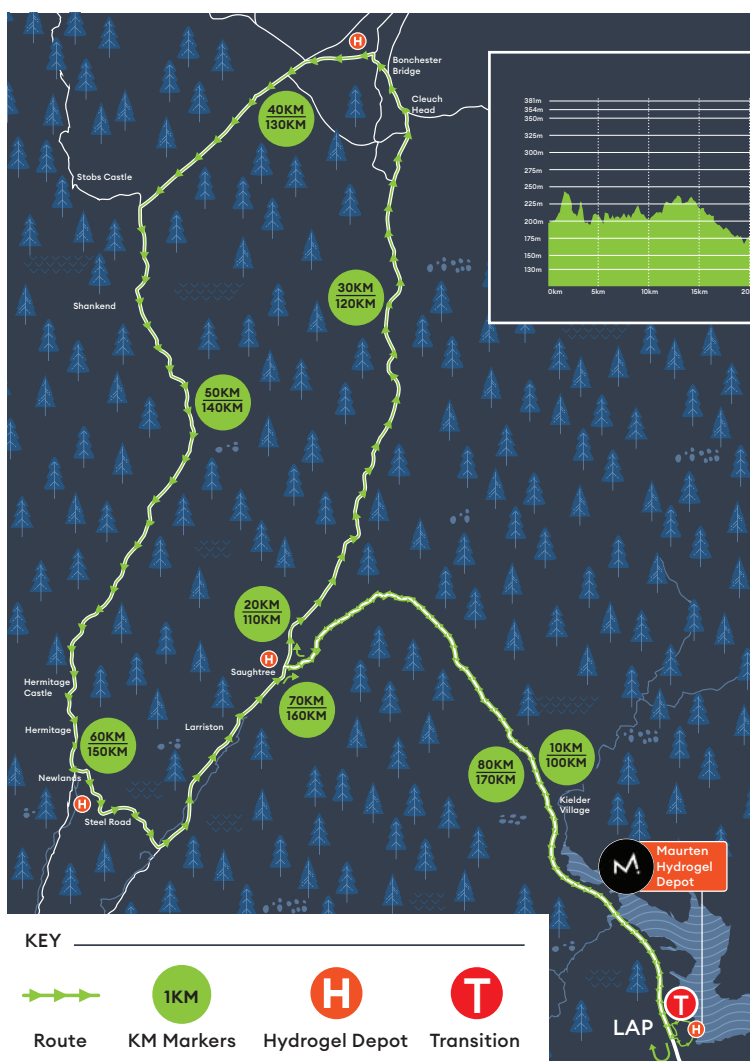 H
Bonchester
Bridge
Cleuch
Head
40KM
130KM
Stobs Castle
381m
354m
350m
325m
300m
275m
250m
225m
200m
175m
150m
130m
0km
5km
10km
15km
20
30KM
120KM
Shankend
50KM
140KM
20KM
110KM
H
Saughtree
70KM
160KM
Hermitage
Castle
Larriston
Hermitage
60KM
150KM
Newlands
H
Steel Road
80KM
170KM
10KM
100KM
Kielder
Village
M.
Maurten
Hydrogel
Depot
T
LAP
H
KEY
1KM
H
T
Route
KM Markers
Hydrogel Depot
Transition